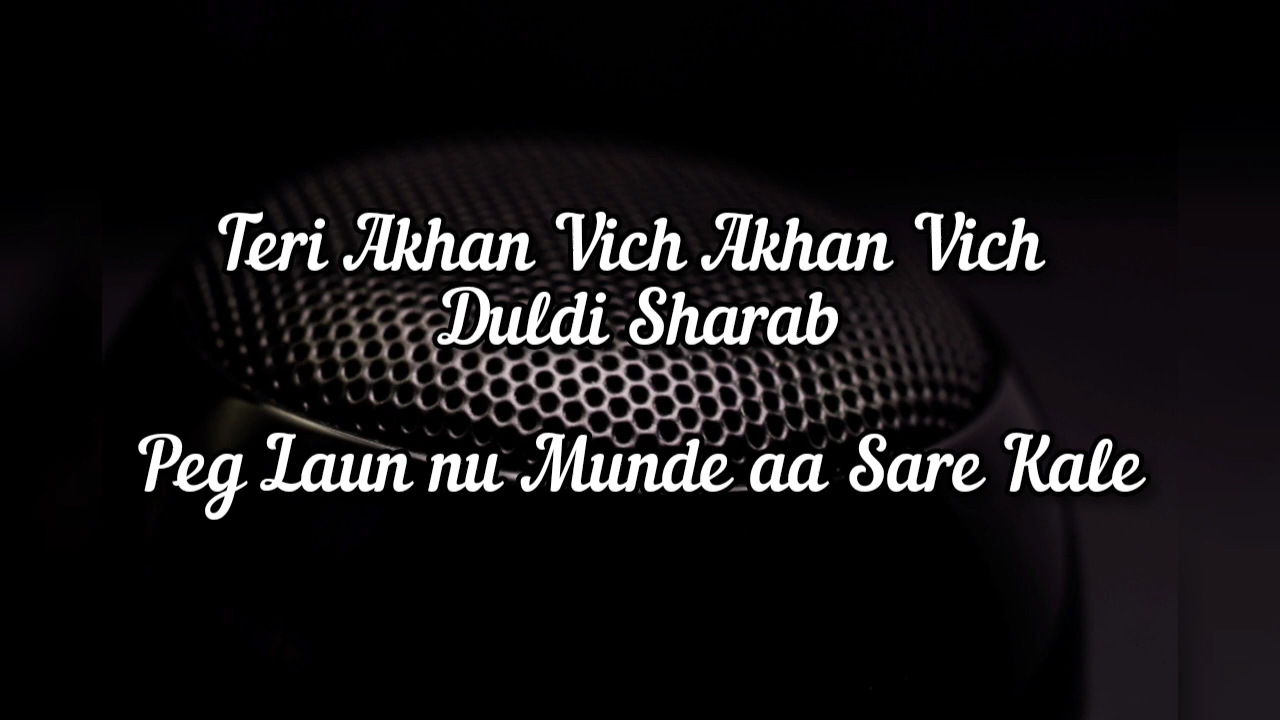 Teri Akhan Vich Akhan Vich
Duldi Sharab
Peg Laun nu Munde aa Sare Kale